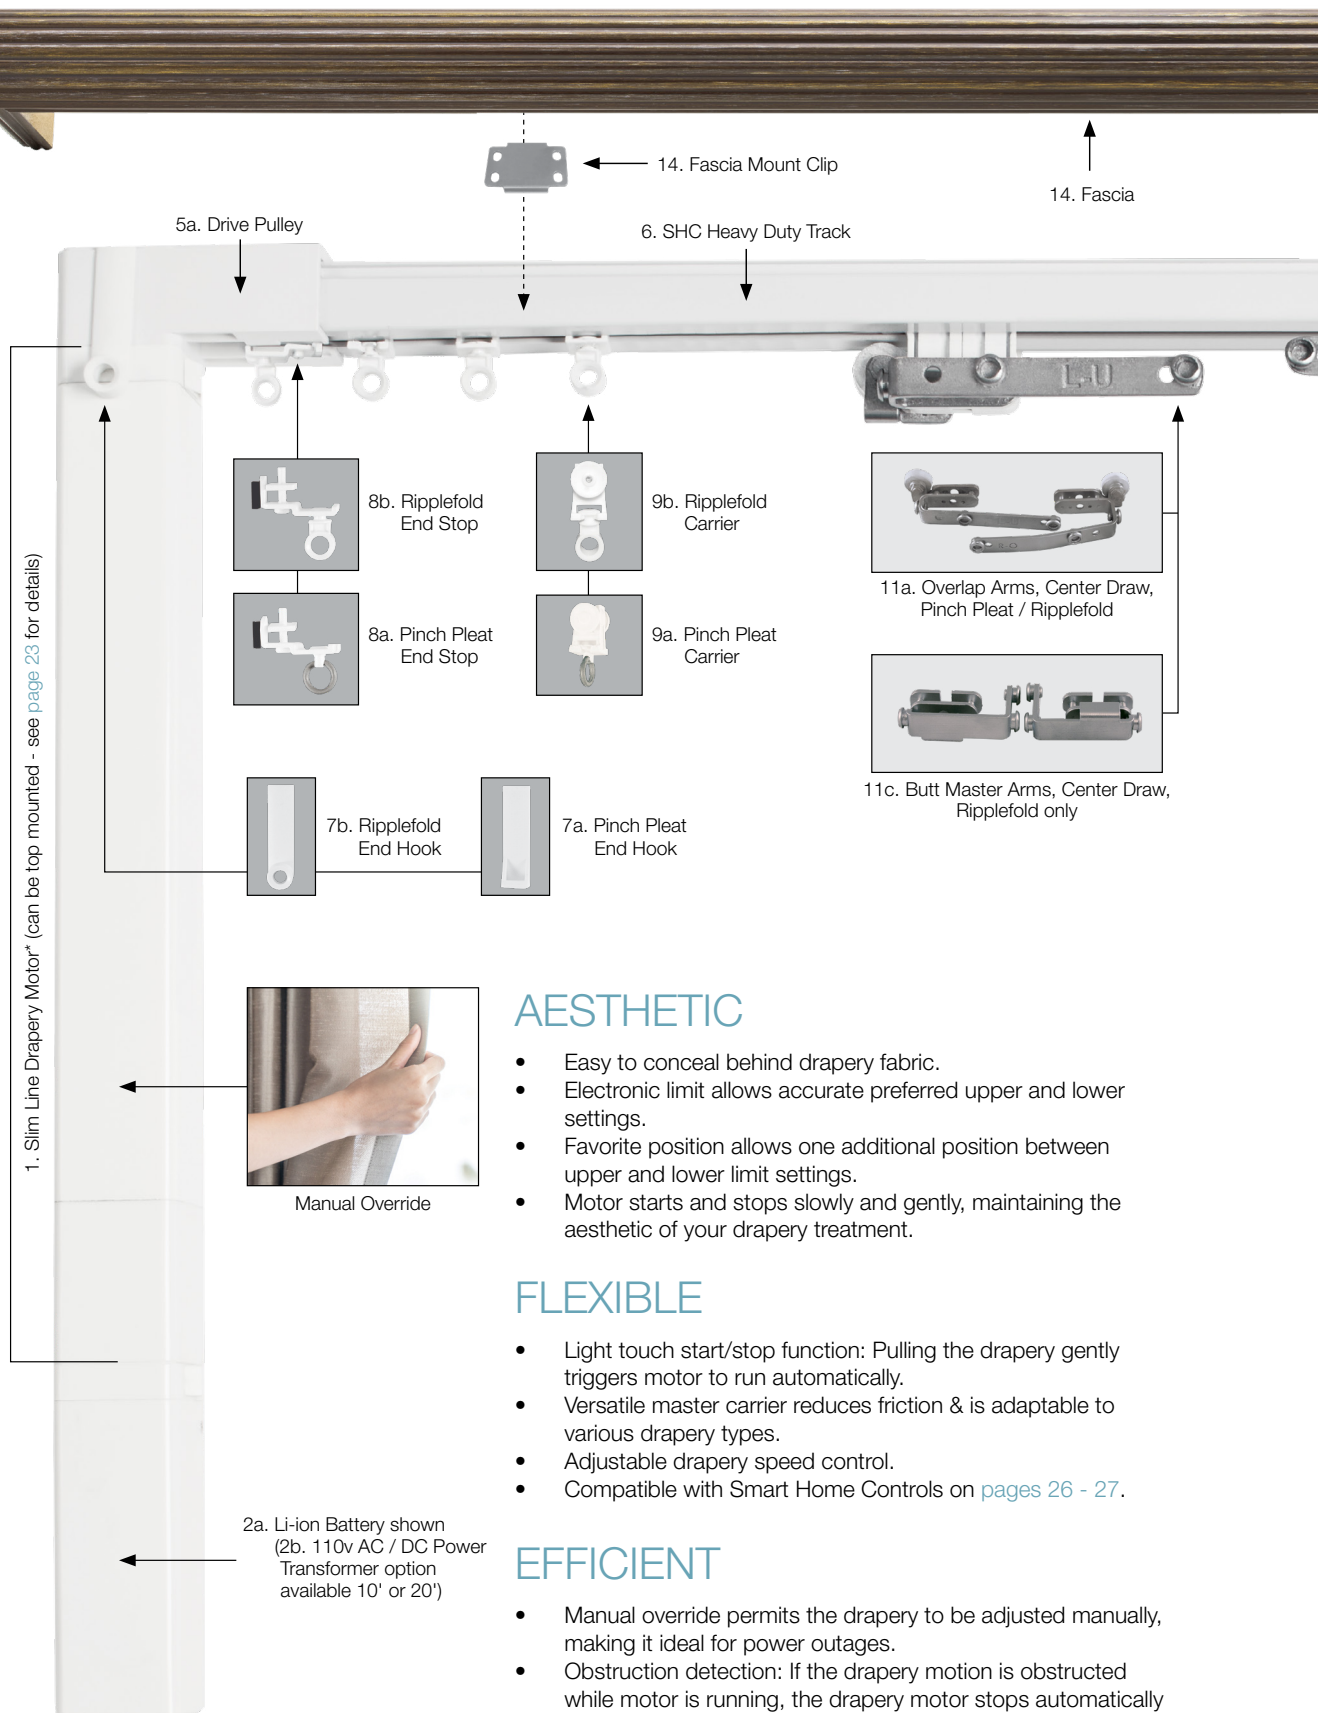 14. Fascia Mount Clip
14. Fascia
5a. Drive Pulley
6. SHC Heavy Duty Track
L-U
8b. Ripplefold
End Stop
9b. Ripplefold
Carrier
11a. Overlap Arms, Center Draw,
Pinch Pleat / Ripplefold
8a. Pinch Pleat
End Stop
9a. Pinch Pleat
Carrier
11c. Butt Master Arms, Center Draw,
Ripplefold only
7b. Ripplefold
End Hook
7a. Pinch Pleat
End Hook
1. Slim Line Drapery Motor* (can be top mounted - see page 23 for details)
Manual Override
AESTHETIC
• Easy to conceal behind drapery fabric.
• Electronic limit allows accurate preferred upper and lower
settings.
• Favorite position allows one additional position between
upper and lower limit settings.
• Motor starts and stops slowly and gently, maintaining the
aesthetic of your drapery treatment.
FLEXIBLE
• Light touch start/stop function: Pulling the drapery gently
triggers motor to run automatically.
• Versatile master carrier reduces friction & is adaptable to
various drapery types.
• Adjustable drapery speed control.
• Compatible with Smart Home Controls on pages 26 - 27.
2a. Li-ion Battery shown
(2b. 110v AC / DC Power
Transformer option
available 10' or 20')
EFFICIENT
• Manual override permits the drapery to be adjusted manually,
making it ideal for power outages.
• Obstruction detection: If the drapery motion is obstructed
while motor is running, the drapery motor stops automatically